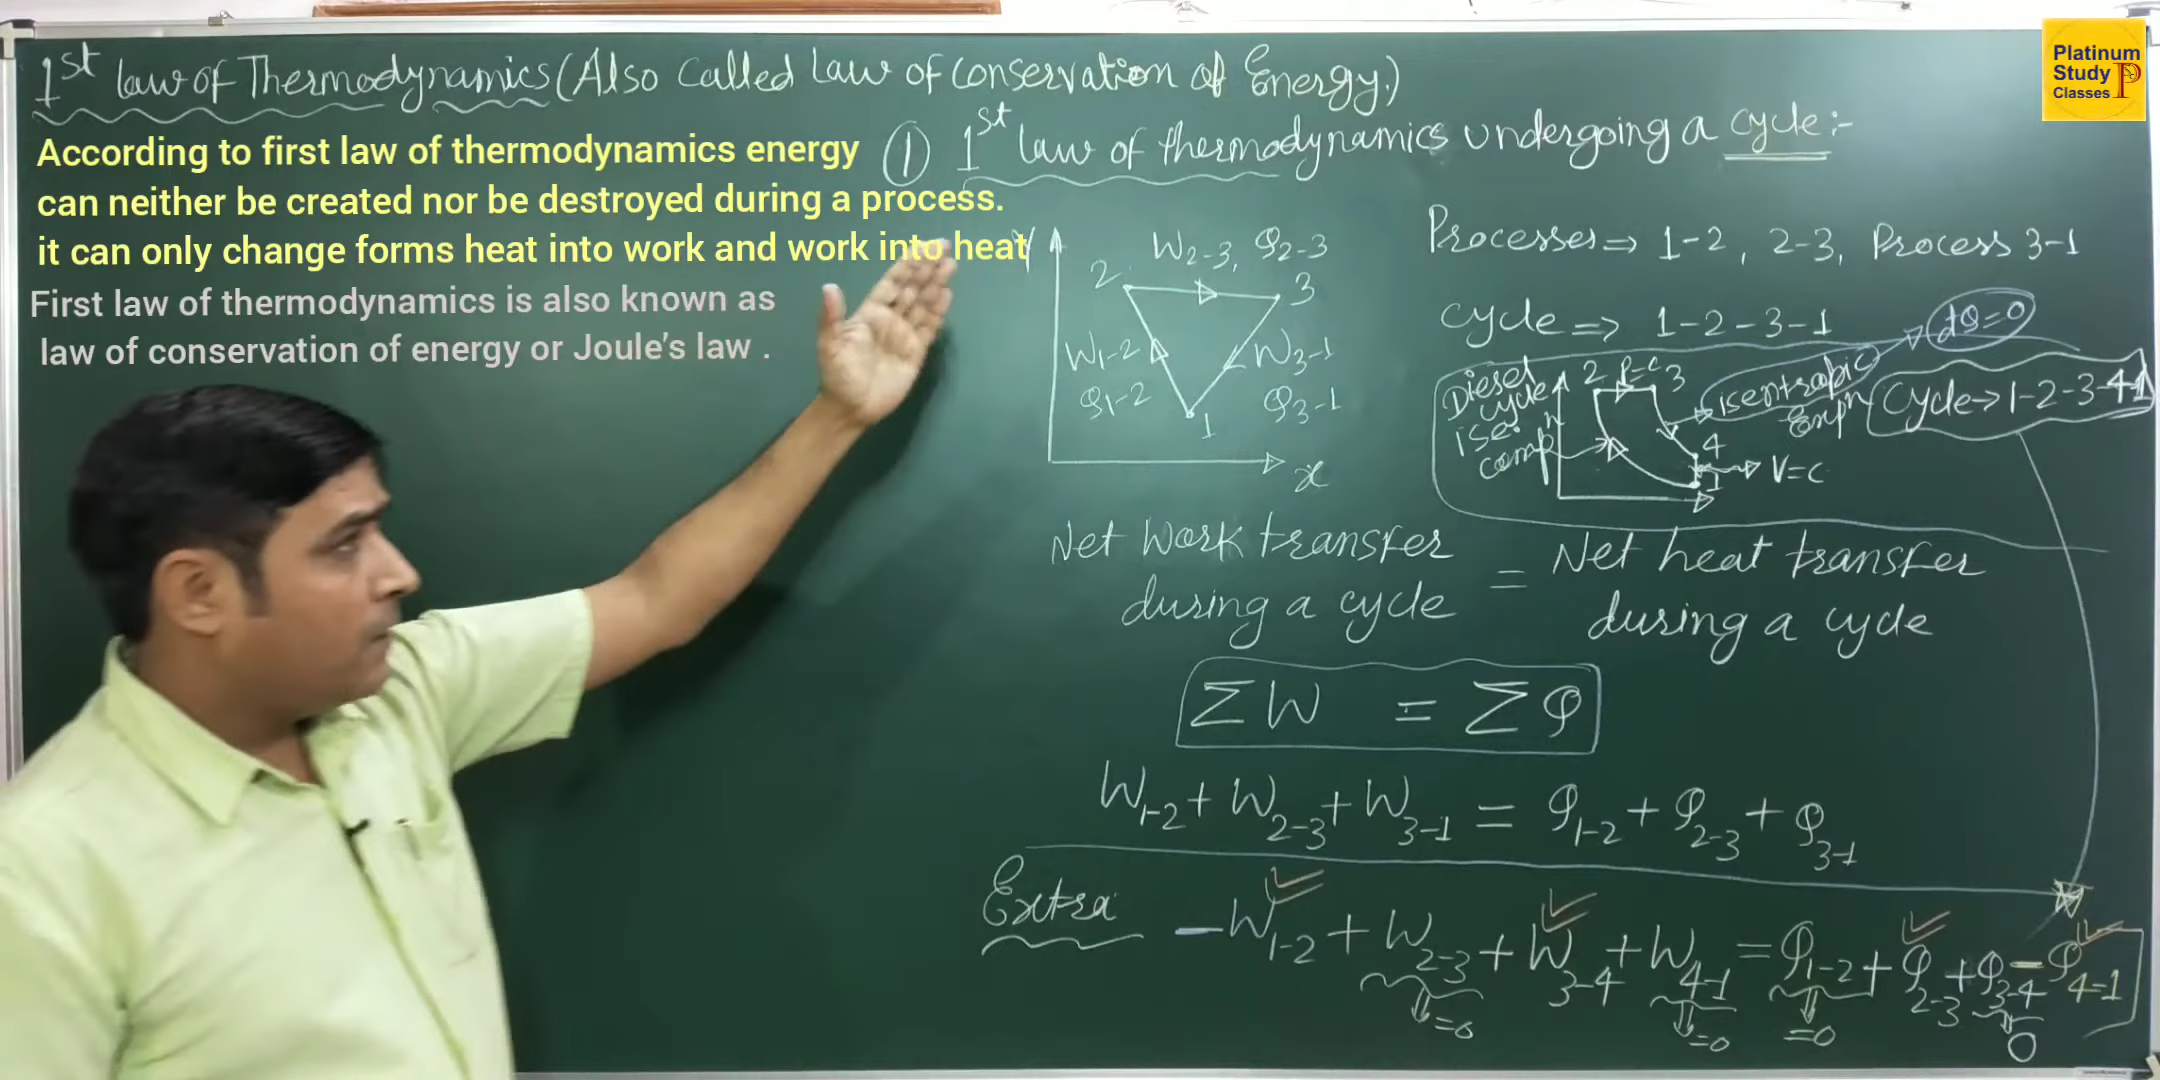 1st law of Thermodynamics (Also Called Law of Conservation of Energy.)
According to first law of thermodynamics energy
can neither be created nor be destroyed during a process.
it can only change forms heat into work and work into heat
First law of thermodynamics is also known as
law of conservation of energy or Joule's law .
① 1st law of thermodynamics undergoing a cycle:-
Y
W2-3, Q2-3
2
3
W1-2
Q1-2
W3-1
Q3-1
1
x
Processes ⇒ 1-2, 2-3, Process 3-1
Cycle ⇒ 1-2-3-1
dQ=0
Diesel
cycle
2 P=C 3
isentropic
Expn
Cycle→1-2-3-4-1
ise.
compn
4
1
V=C
Net Work transfer
during a cycle
=
Net heat transfer
during a cycle
ΣW = ΣQ
W1-2 + W2-3 + W3-1 = Q1-2 + Q2-3 + Q3-1
Extra
-W1-2 + W2-3 + W3-4 + W4-1 = Q1-2 + Q2-3 + Q3-4 - Q4-1
=0
=0
=0
0
Platinum
Study
Classes
P